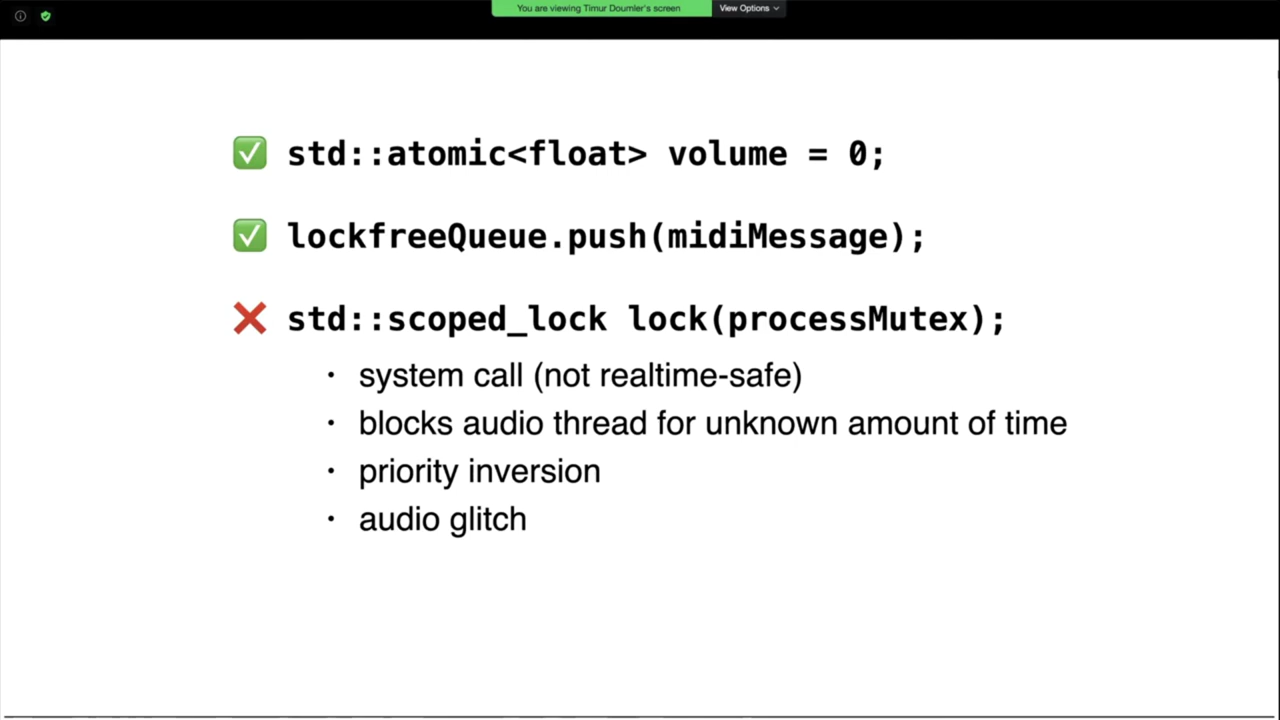 You are viewing Timur Doumler's screen
View Options
std::atomic<float> volume = 0;
lockfreeQueue.push(midiMessage);
std::scoped_lock lock(processMutex);
• system call (not realtime-safe)
• blocks audio thread for unknown amount of time
• priority inversion
• audio glitch